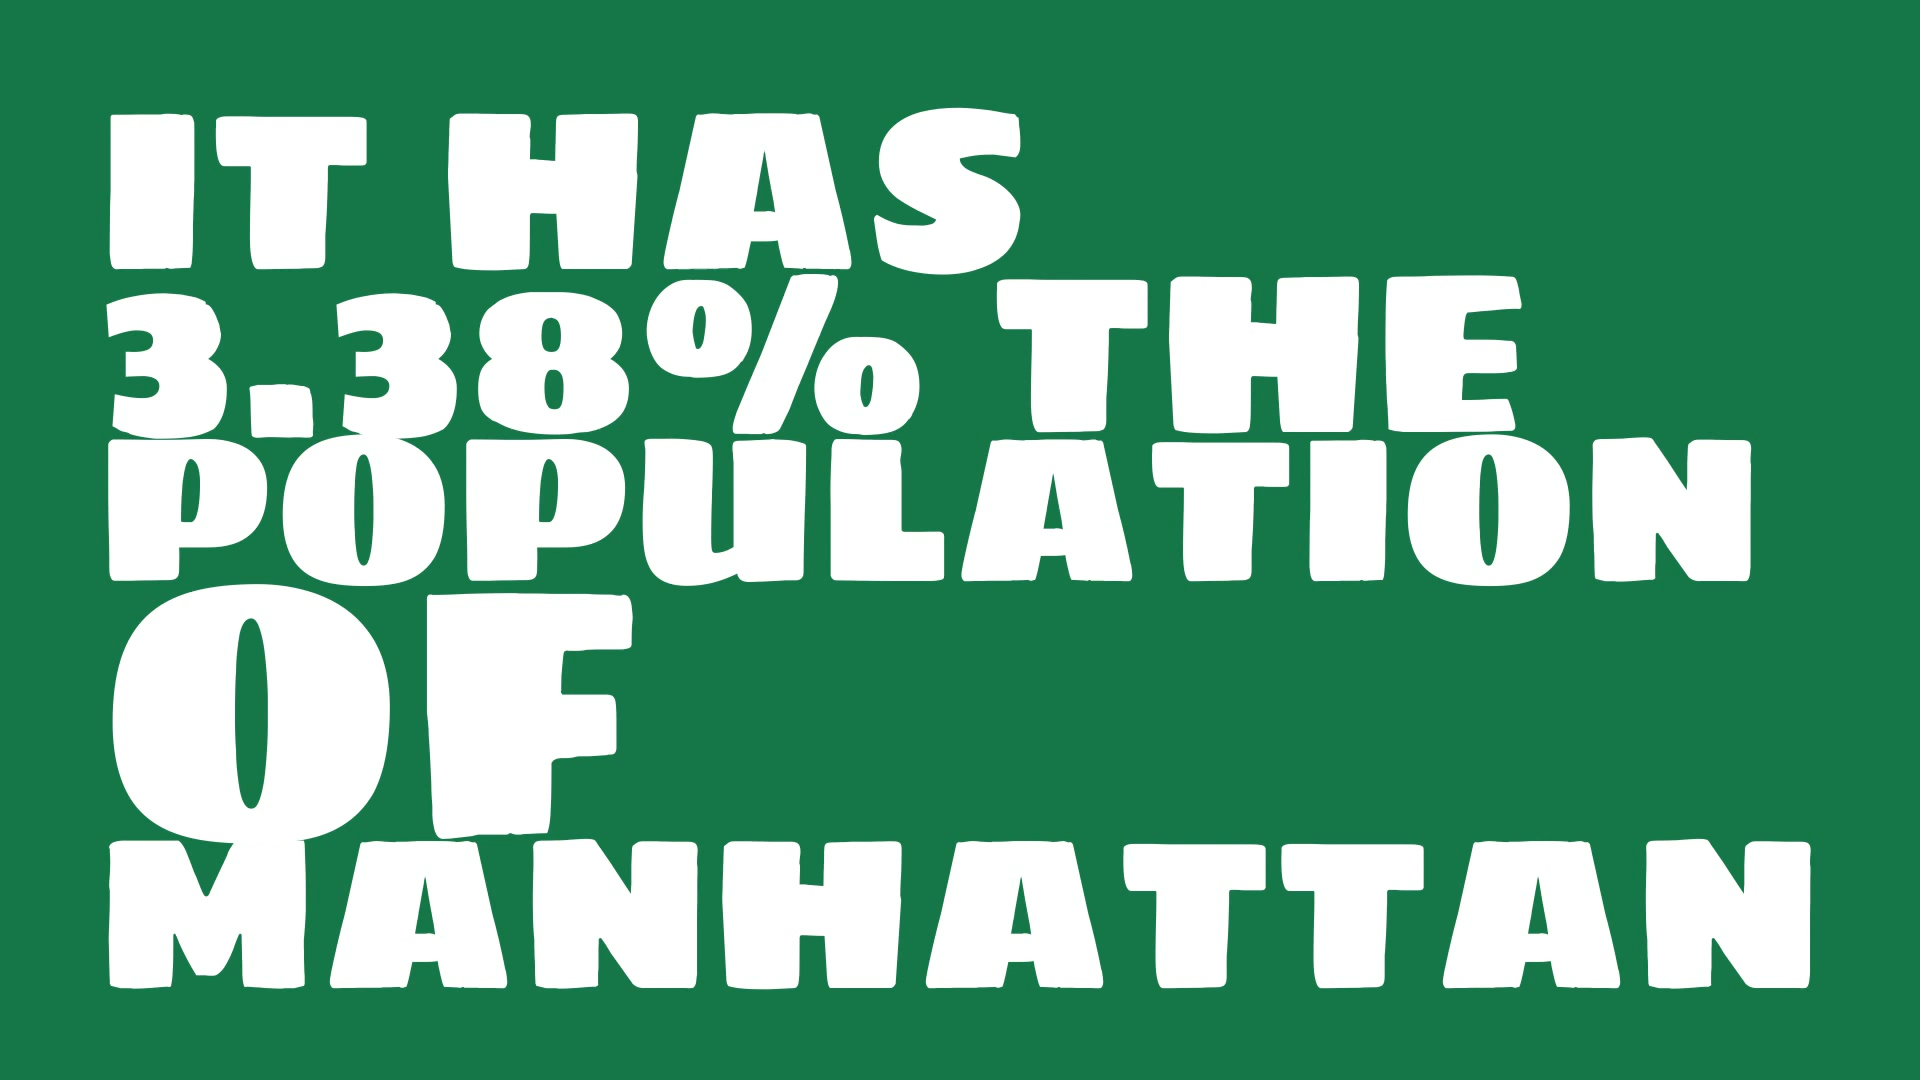 IT HAS
3.38% THE
POPULATION
OF
MANHATTAN